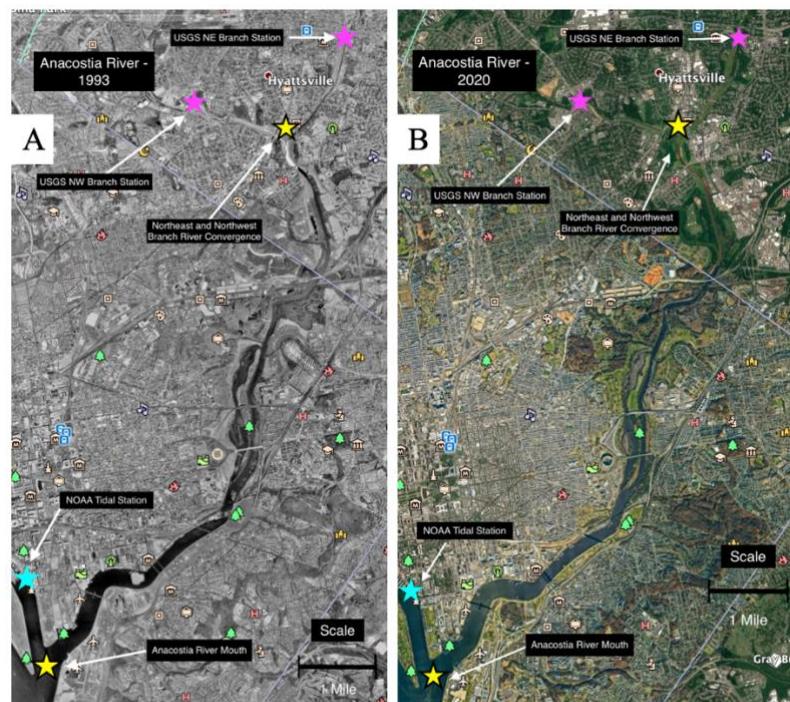 USGS NE Branch Station
Anacostia River -
1993
Hyattsville
A
USGS NW Branch Station
Northeast and Northwest
Branch River Convergence
NOAA Tidal Station
Scale
Anacostia River Mouth
1 Mile
USGS NE Branch Station
Anacostia River -
2020
Hyattsville
B
USGS NW Branch Station
Northeast and Northwest
Branch River Convergence
NOAA Tidal Station
Scale
1 Mile
Anacostia River Mouth